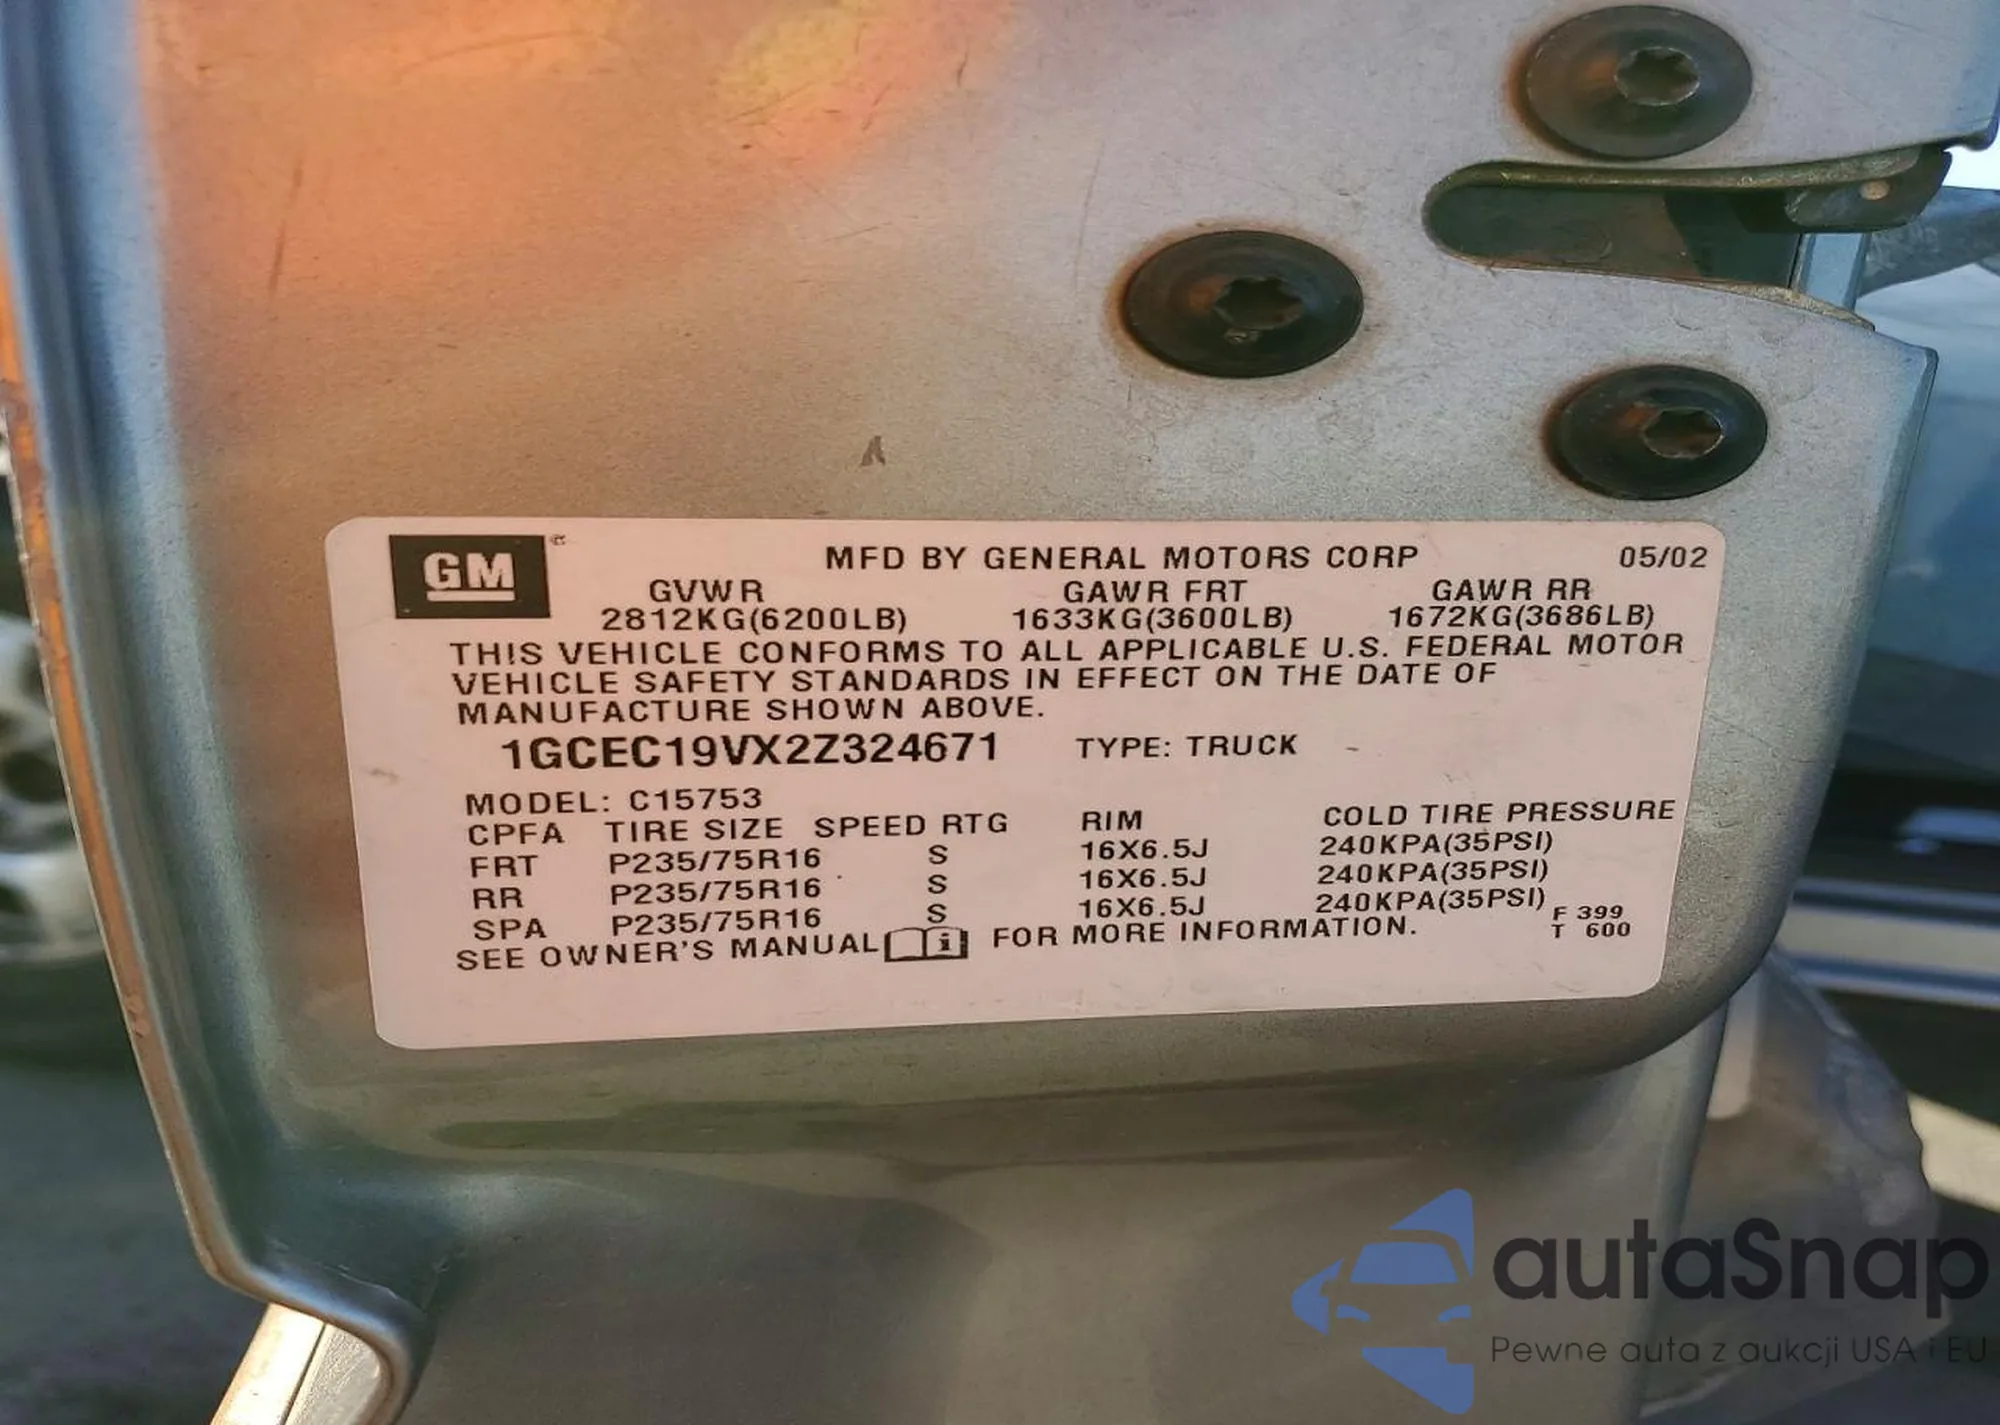 GM
MFD BY GENERAL MOTORS CORP 05/02
GVWR GAWR FRT GAWR RR
2812KG(6200LB) 1633KG(3600LB) 1672KG(3686LB)
THIS VEHICLE CONFORMS TO ALL APPLICABLE U.S. FEDERAL MOTOR
VEHICLE SAFETY STANDARDS IN EFFECT ON THE DATE OF
MANUFACTURE SHOWN ABOVE.
1GCEC19VX2Z324671 TYPE: TRUCK
MODEL: C15753
CPFA TIRE SIZE SPEED RTG RIM COLD TIRE PRESSURE
FRT P235/75R16 S 16X6.5J 240KPA(35PSI)
RR P235/75R16 S 16X6.5J 240KPA(35PSI)
SPA P235/75R16 S 16X6.5J 240KPA(35PSI)
SEE OWNER'S MANUAL i FOR MORE INFORMATION.
F 399
T 600
autaSnap
Pewne auta z aukcji USA i EU